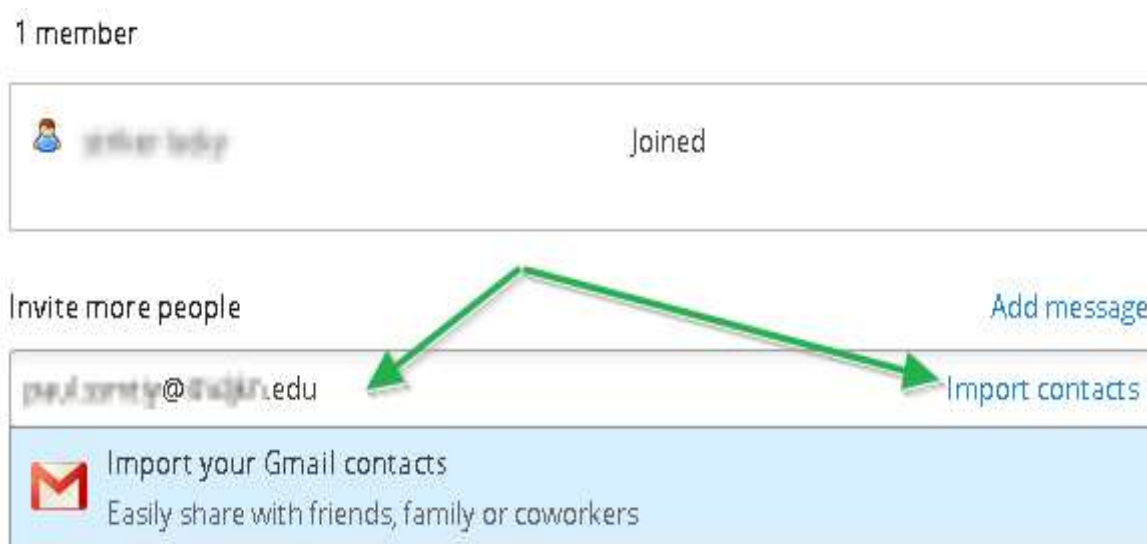 1 member
Joined
Invite more people Add message
@ .edu Import contacts
Import your Gmail contacts
Easily share with friends, family or coworkers